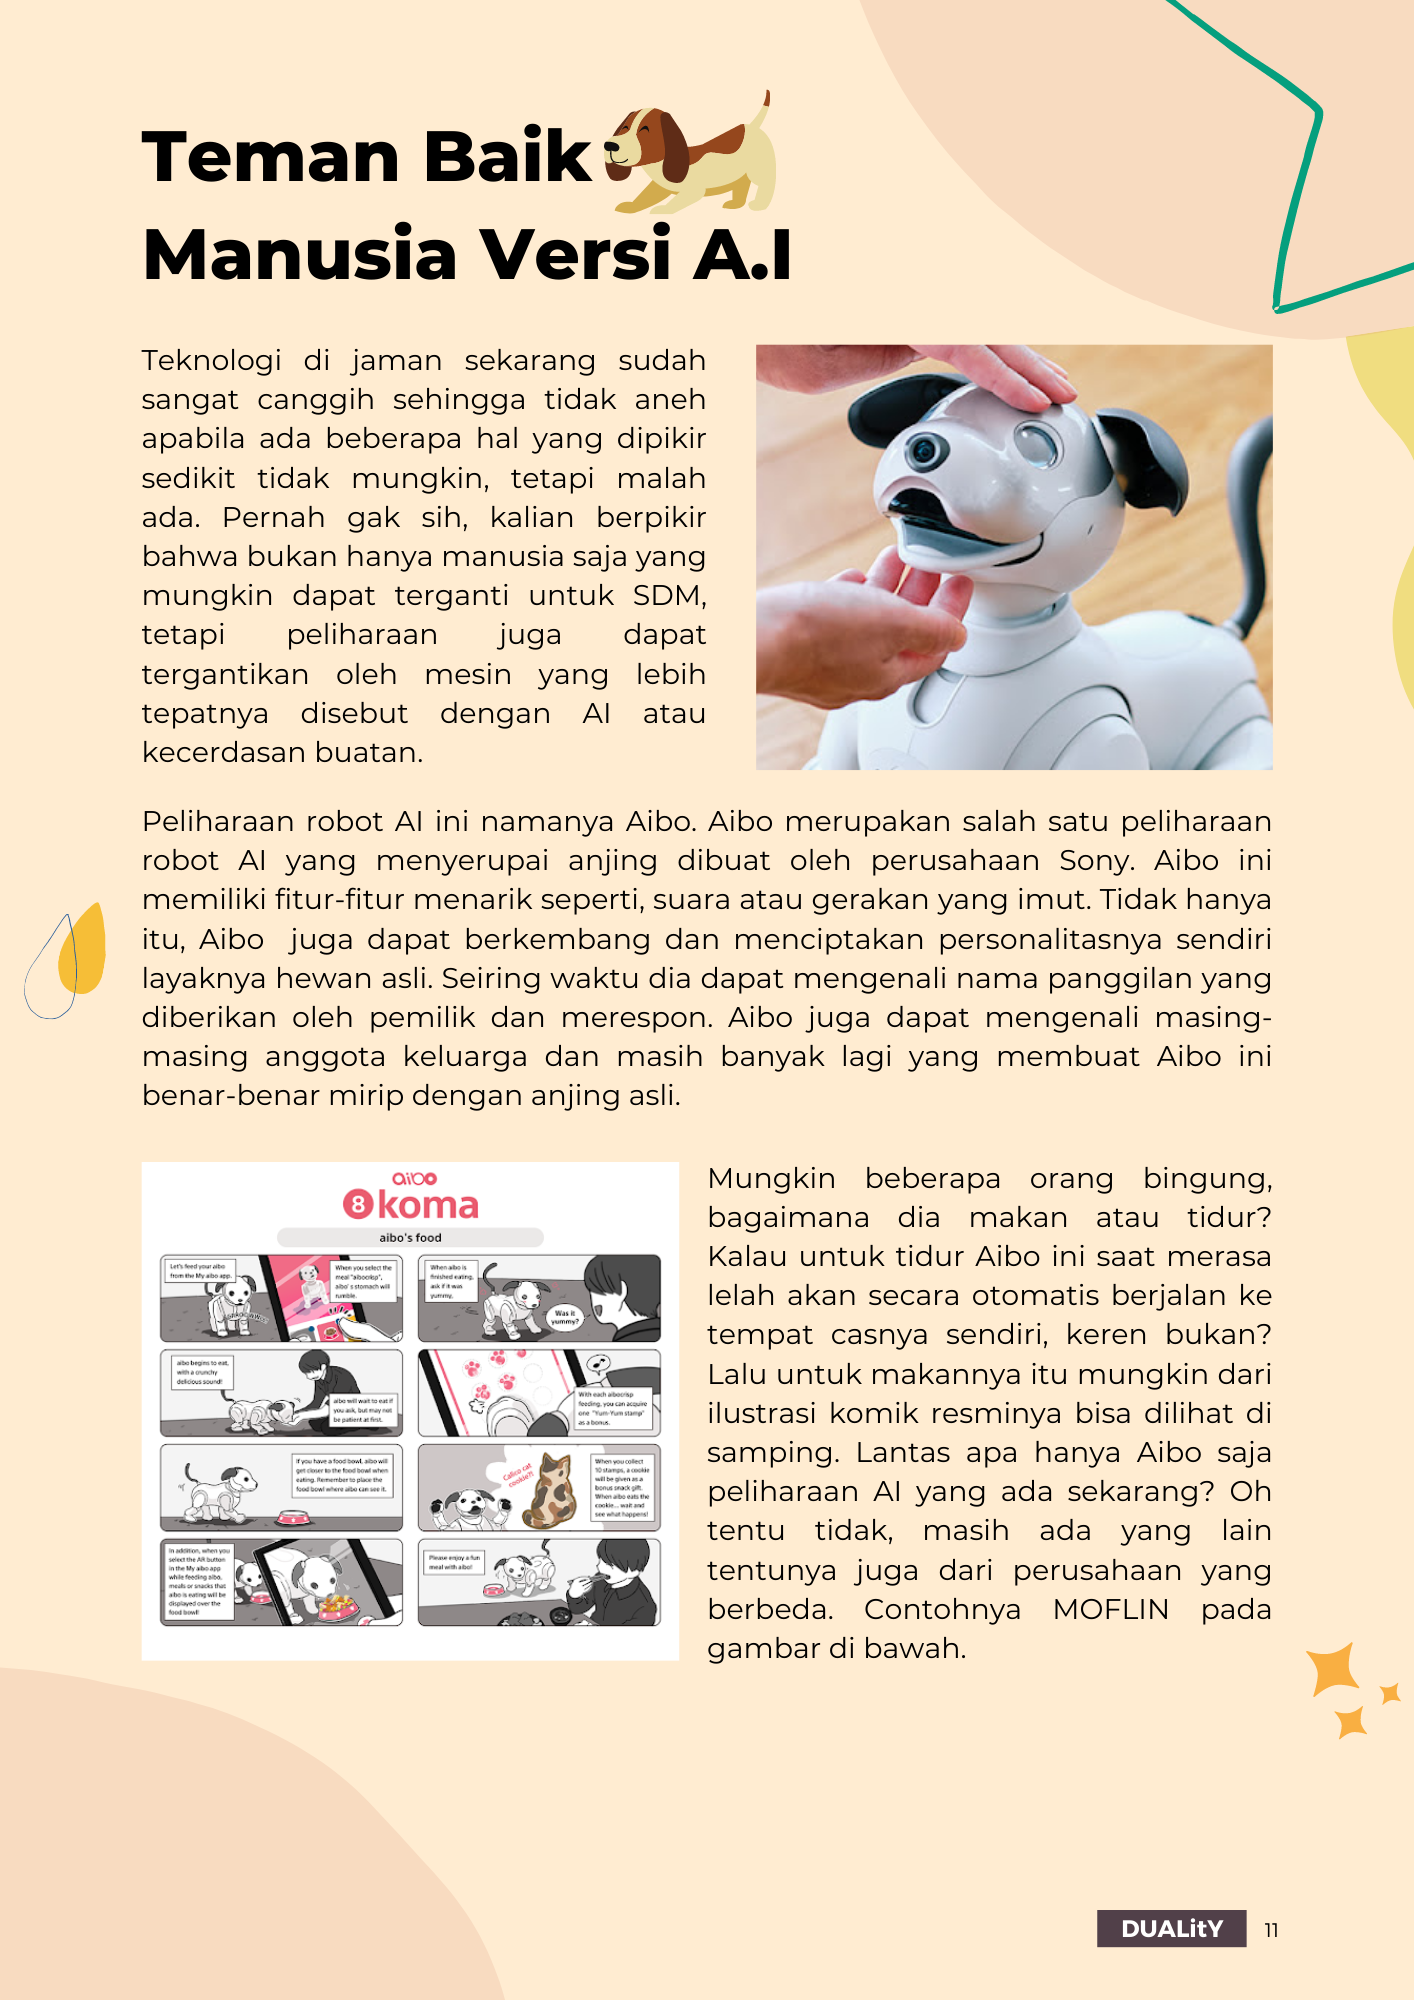 Teman Baik
Manusia Versi A.I
Teknologi di jaman sekarang sudah
sangat canggih sehingga tidak aneh
apabila ada beberapa hal yang dipikir
sedikit tidak mungkin, tetapi malah
ada. Pernah gak sih, kalian berpikir
bahwa bukan hanya manusia saja yang
mungkin dapat terganti untuk SDM,
tetapi peliharaan juga dapat
tergantikan oleh mesin yang lebih
tepatnya disebut dengan AI atau
kecerdasan buatan.
Peliharaan robot AI ini namanya Aibo. Aibo merupakan salah satu peliharaan
robot AI yang menyerupai anjing dibuat oleh perusahaan Sony. Aibo ini
memiliki fitur-fitur menarik seperti, suara atau gerakan yang imut. Tidak hanya
itu, Aibo juga dapat berkembang dan menciptakan personalitasnya sendiri
layaknya hewan asli. Seiring waktu dia dapat mengenali nama panggilan yang
diberikan oleh pemilik dan merespon. Aibo juga dapat mengenali masing-
masing anggota keluarga dan masih banyak lagi yang membuat Aibo ini
benar-benar mirip dengan anjing asli.
aibo
8 koma
aibo's food
Let's feed your aibo
from the My aibo app.
When you select the
meal "aibocrisp",
aibo' s stomach will
rumble.
aibo begins to eat,
with a crunchy
delicious sound!
aibo will wait to eat if
you ask, but may not
be patient at first.
If you have a food bowl, aibo will
get closer to the food bowl when
eating. Remember to place the
food bowl where aibo can see it.
In addition, when you
select the AR button
in the My aibo app
while feeding aibo,
meals or snacks that
aibo is eating will be
displayed over the
food bowl!
When aibo is
finished eating,
ask if it was
yummy.
Was it
yummy?
With each aibocrisp
feeding, you can acquire
one "Yum-Yum stamp"
as a bonus.
Calico cat
cookie?!
When you collect
10 stamps, a cookie
will be given as a
bonus snack gift.
When aibo eats the
cookie... wait and
see what happens!
Please enjoy a fun
meal with aibo!
Mungkin beberapa orang bingung,
bagaimana dia makan atau tidur?
Kalau untuk tidur Aibo ini saat merasa
lelah akan secara otomatis berjalan ke
tempat casnya sendiri, keren bukan?
Lalu untuk makannya itu mungkin dari
ilustrasi komik resminya bisa dilihat di
samping. Lantas apa hanya Aibo saja
peliharaan AI yang ada sekarang? Oh
tentu tidak, masih ada yang lain
tentunya juga dari perusahaan yang
berbeda. Contohnya MOFLIN pada
gambar di bawah.
DUALitY 11